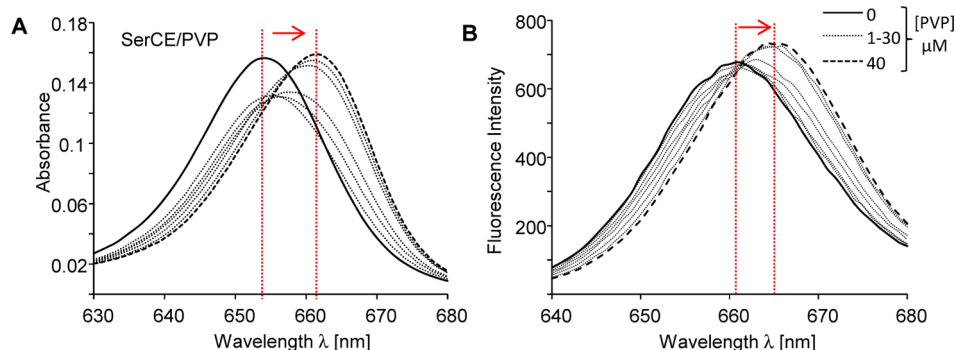 A
SerCE/PVP
Absorbance
0.18
0.14
0.1
0.06
0.02
630 640 650 660 670 680
Wavelength λ [nm]
B
Fluorescence Intensity
800
600
400
200
0
640 650 660 670 680
Wavelength λ [nm]
0
1-30
40
[PVP]
μM